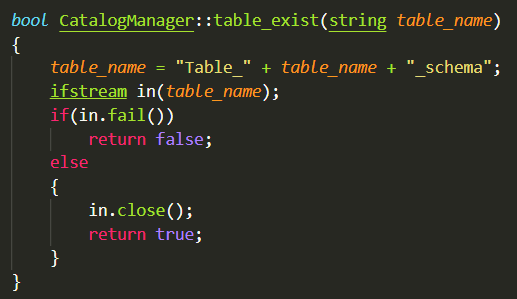 bool CatalogManager::table_exist(string table_name)
{
    table_name = "Table_" + table_name + "_schema";
    ifstream in(table_name);
    if(in.fail())
        return false;
    else
    {
        in.close();
        return true;
    }
}